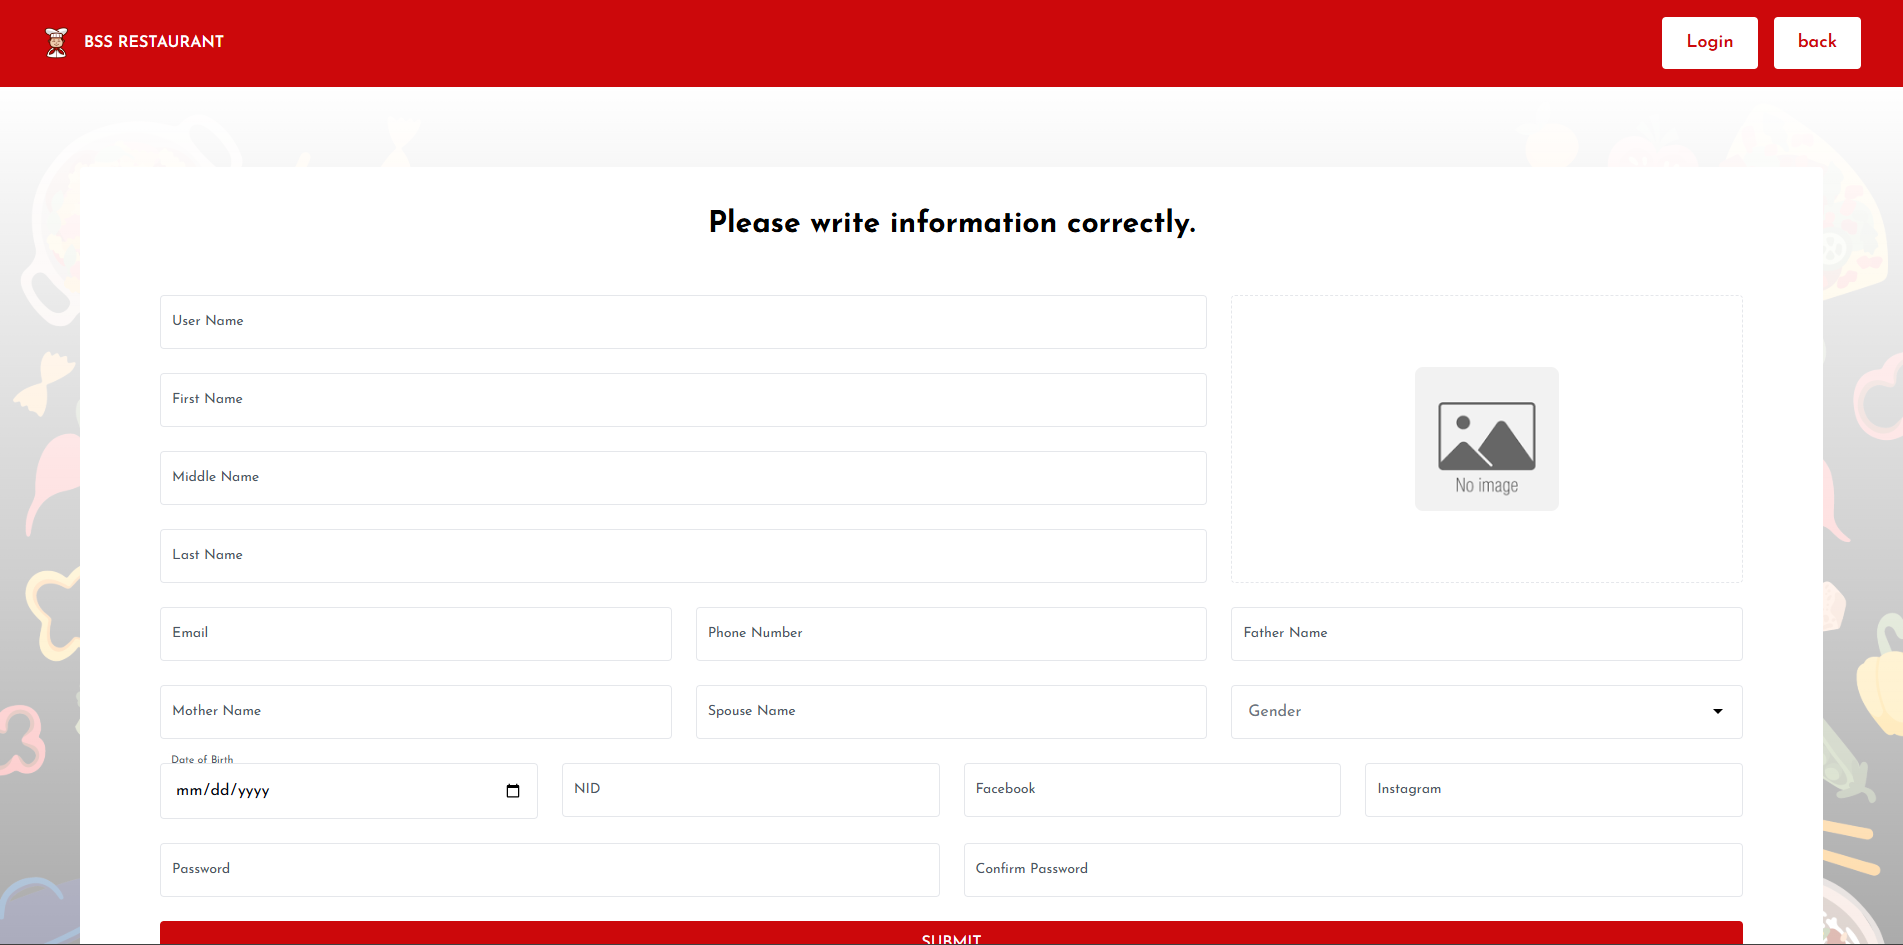 BSS RESTAURANT
Login
back
Please write information correctly.
User Name
First Name
Middle Name
Last Name
No image
Email
Phone Number
Father Name
Mother Name
Spouse Name
Gender
Date of Birth
mm/dd/yyyy
NID
Facebook
Instagram
Password
Confirm Password
SUBMIT